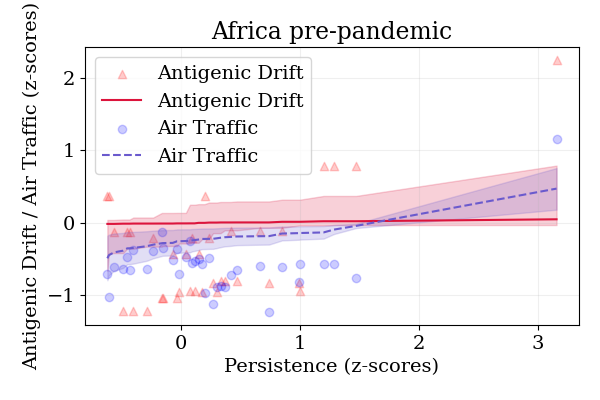 Africa pre-pandemic
Antigenic Drift / Air Traffic (z-scores)
2
1
0
−1
Antigenic Drift
Antigenic Drift
Air Traffic
Air Traffic
0 1 2 3
Persistence (z-scores)